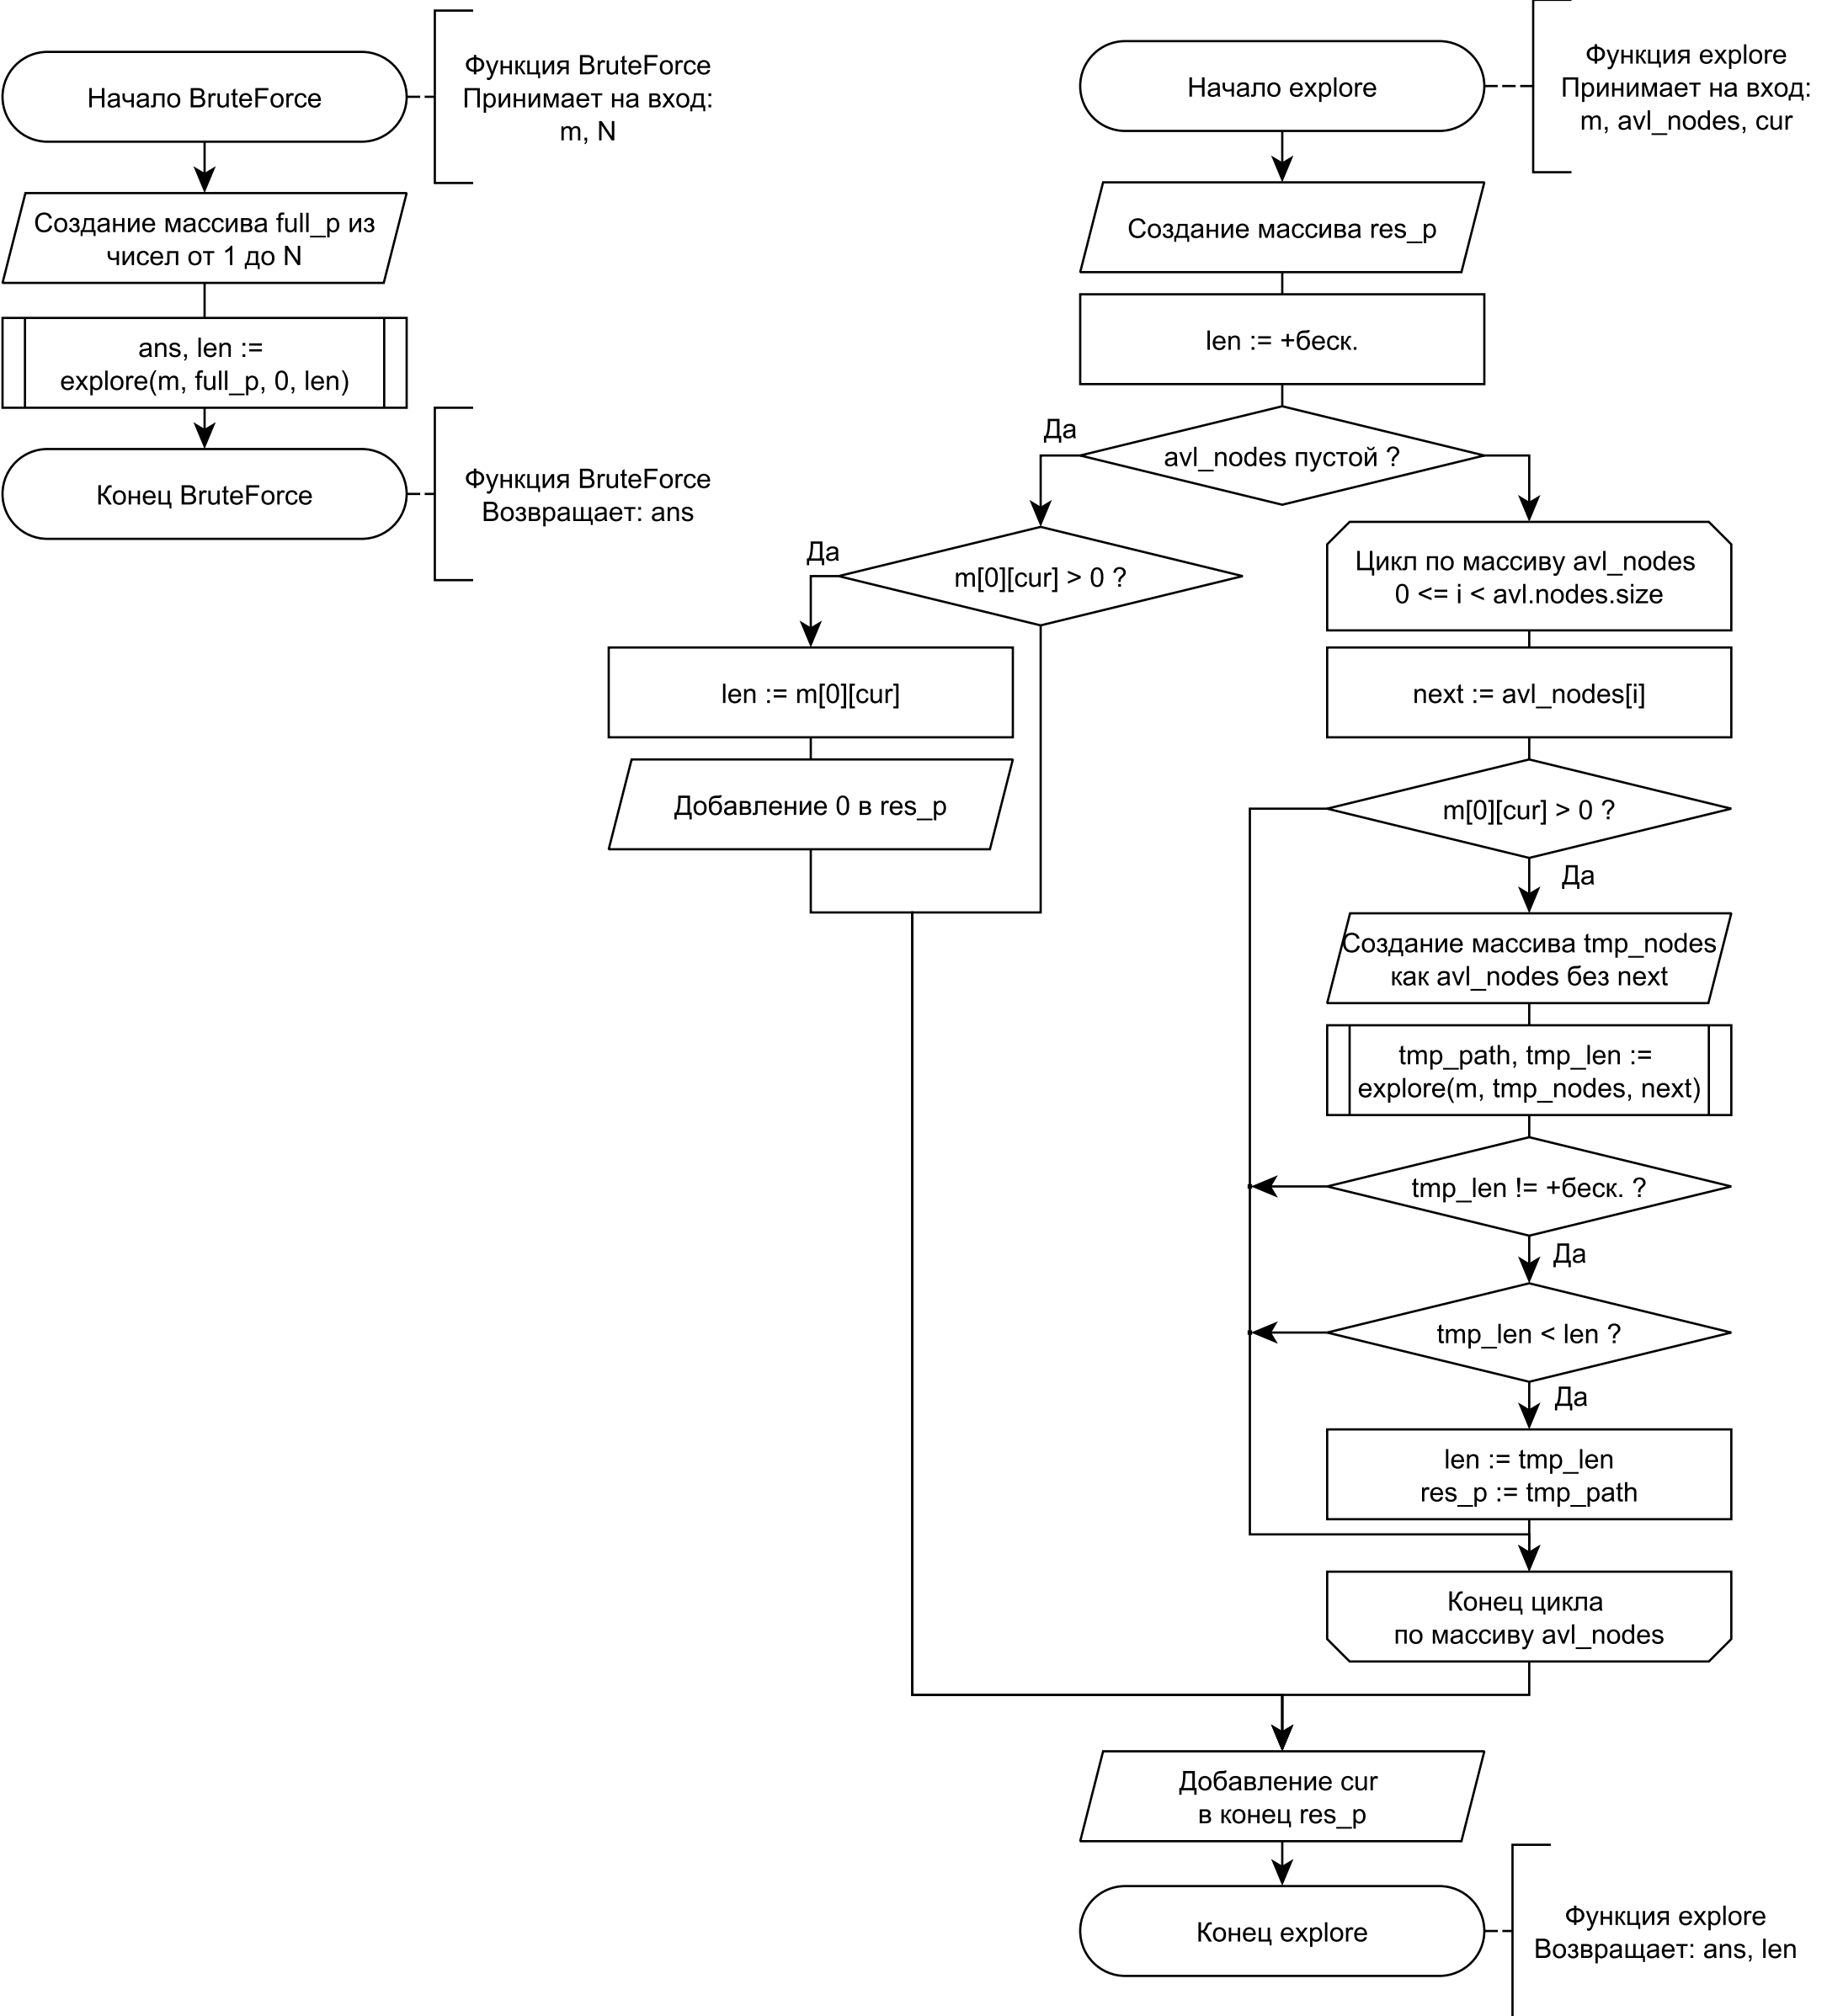 Начало BruteForce
Функция BruteForce
Принимает на вход:
m, N
Создание массива full_p из
чисел от 1 до N
ans, len :=
explore(m, full_p, 0, len)
Конец BruteForce
Функция BruteForce
Возвращает: ans
Начало explore
Функция explore
Принимает на вход:
m, avl_nodes, cur
Создание массива res_p
len := +беск.
avl_nodes пустой ?
Да
m[0][cur] > 0 ?
Да
len := m[0][cur]
Добавление 0 в res_p
Цикл по массиву avl_nodes
0 <= i < avl.nodes.size
next := avl_nodes[i]
m[0][cur] > 0 ?
Да
Создание массива tmp_nodes
как avl_nodes без next
tmp_path, tmp_len :=
explore(m, tmp_nodes, next)
tmp_len != +беск. ?
Да
tmp_len < len ?
Да
len := tmp_len
res_p := tmp_path
Конец цикла
по массиву avl_nodes
Добавление cur
в конец res_p
Конец explore
Функция explore
Возвращает: ans, len